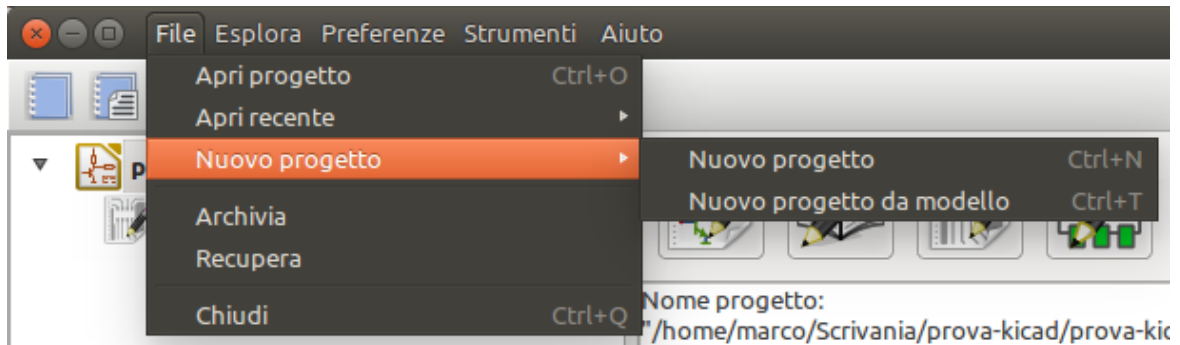 File Esplora Preferenze Strumenti Aiuto
Apri progetto Ctrl+O
Apri recente
Nuovo progetto
Nuovo progetto Ctrl+N
Nuovo progetto da modello Ctrl+T
Archivia
Recupera
Chiudi Ctrl+Q
Nome progetto:
"/home/marco/Scrivania/prova-kicad/prova-kic